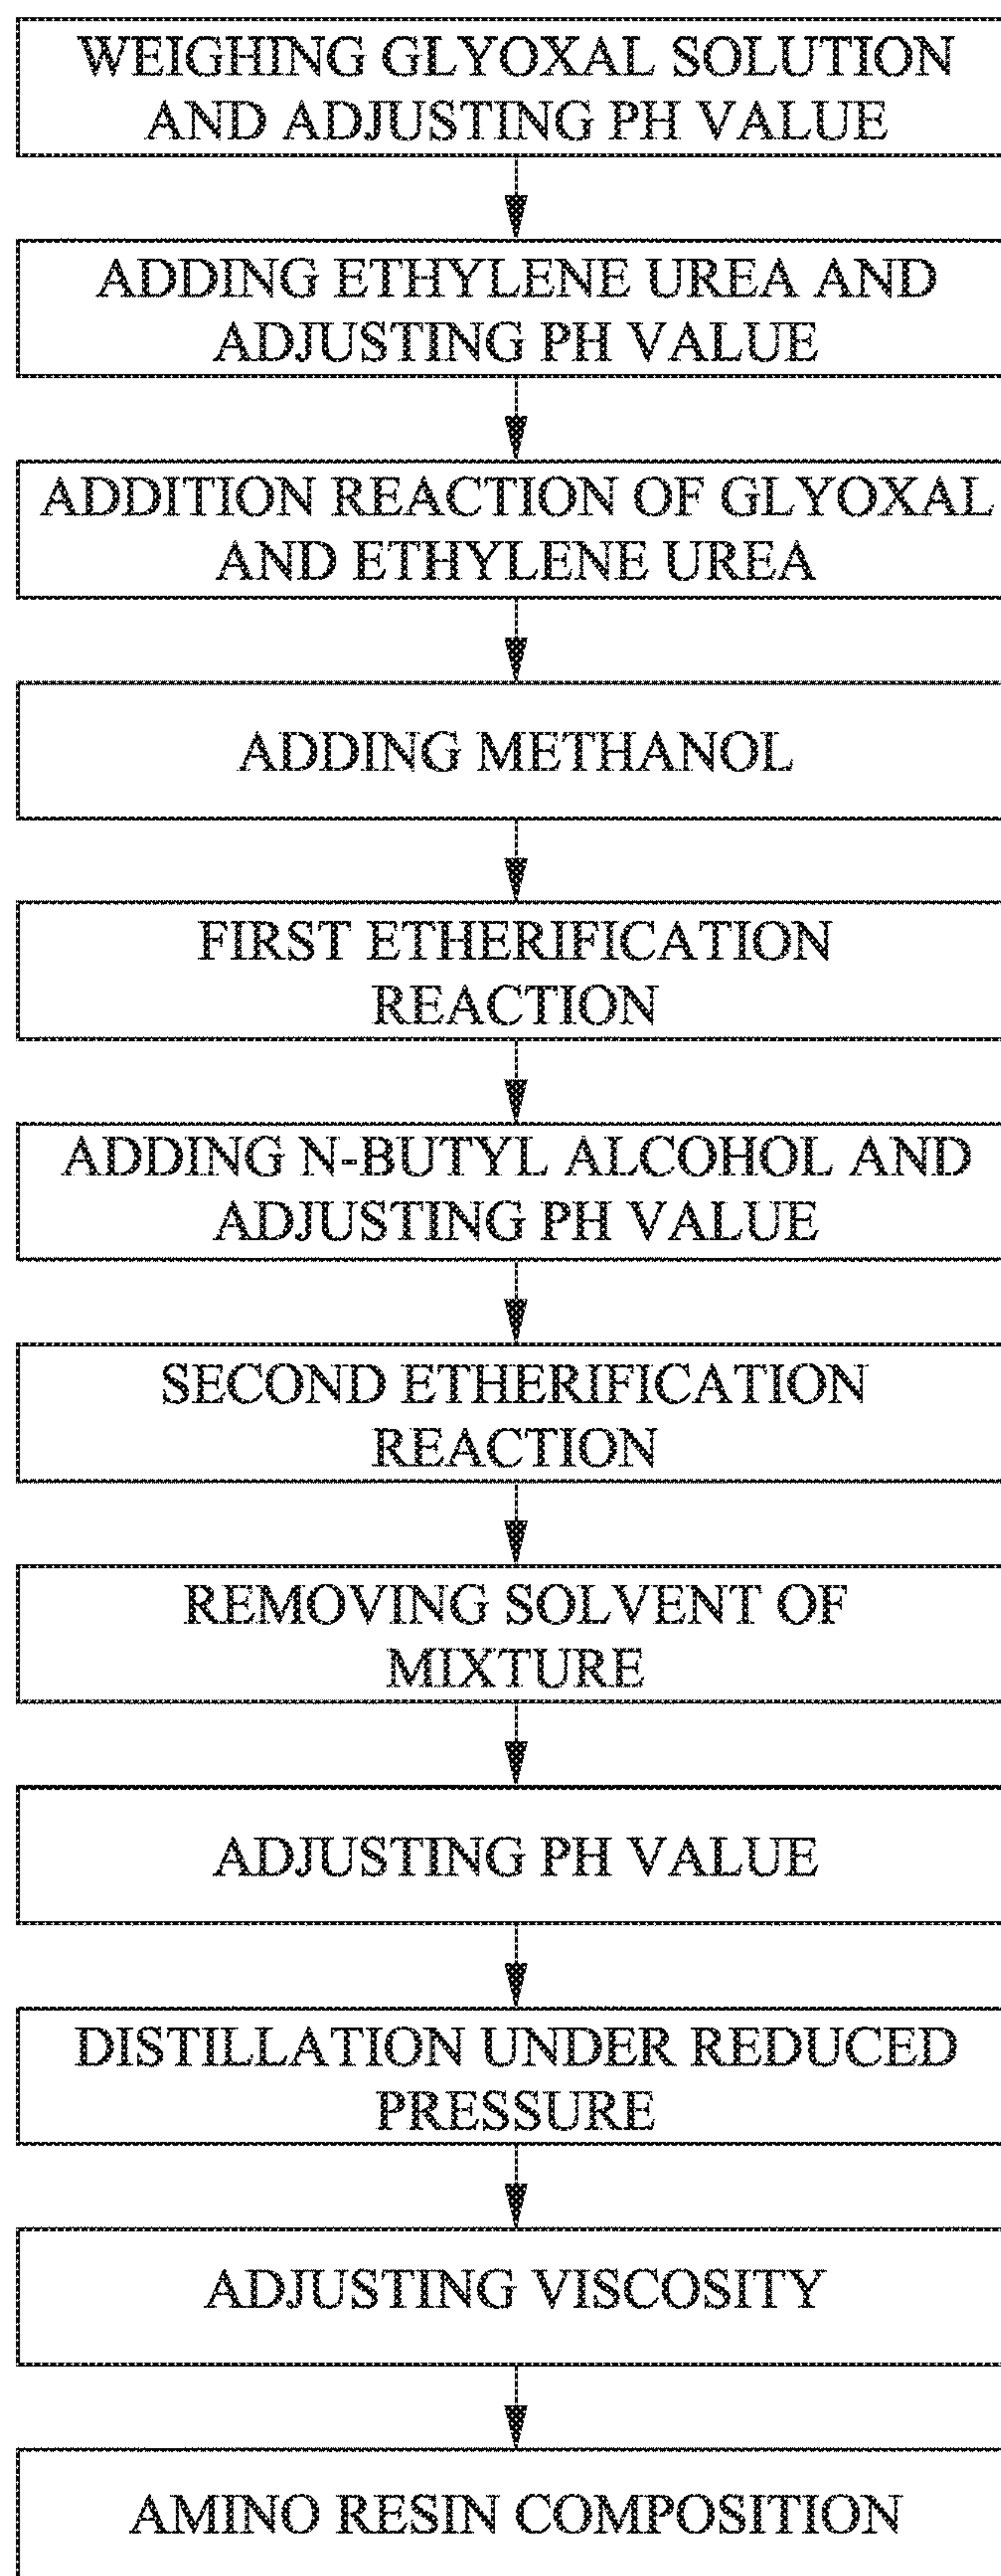 WEIGHING GLYOXAL SOLUTION
AND ADJUSTING PH VALUE
ADDING ETHYLENE UREA AND
ADJUSTING PH VALUE
ADDITION REACTION OF GLYOXAL
AND ETHYLENE UREA
ADDING METHANOL
FIRST ETHERIFICATION
REACTION
ADDING N-BUTYL ALCOHOL AND
ADJUSTING PH VALUE
SECOND ETHERIFICATION
REACTION
REMOVING SOLVENT OF
MIXTURE
ADJUSTING PH VALUE
DISTILLATION UNDER REDUCED
PRESSURE
ADJUSTING VISCOSITY
AMINO RESIN COMPOSITION